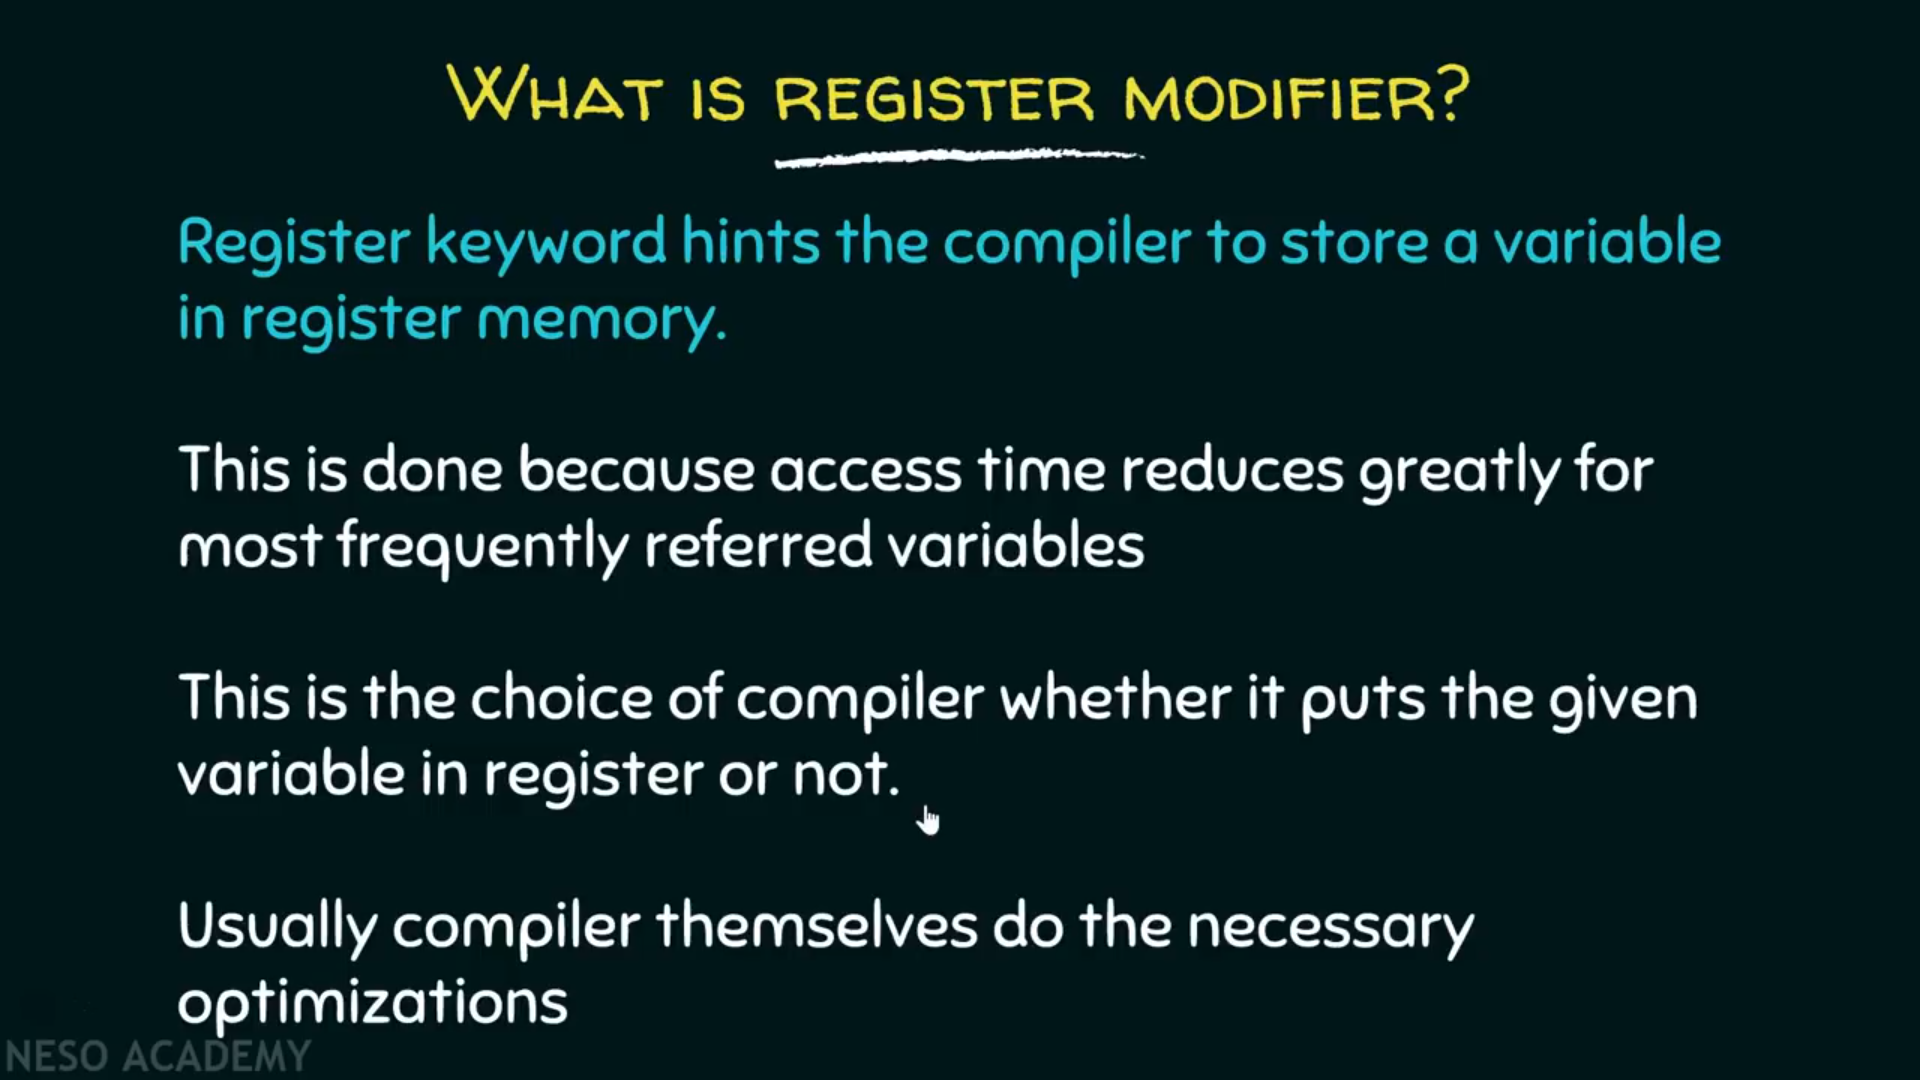 WHAT IS REGISTER MODIFIER?
Register keyword hints the compiler to store a variable
in register memory.
This is done because access time reduces greatly for
most frequently referred variables
This is the choice of compiler whether it puts the given
variable in register or not.
Usually compiler themselves do the necessary
optimizations
NESO ACADEMY